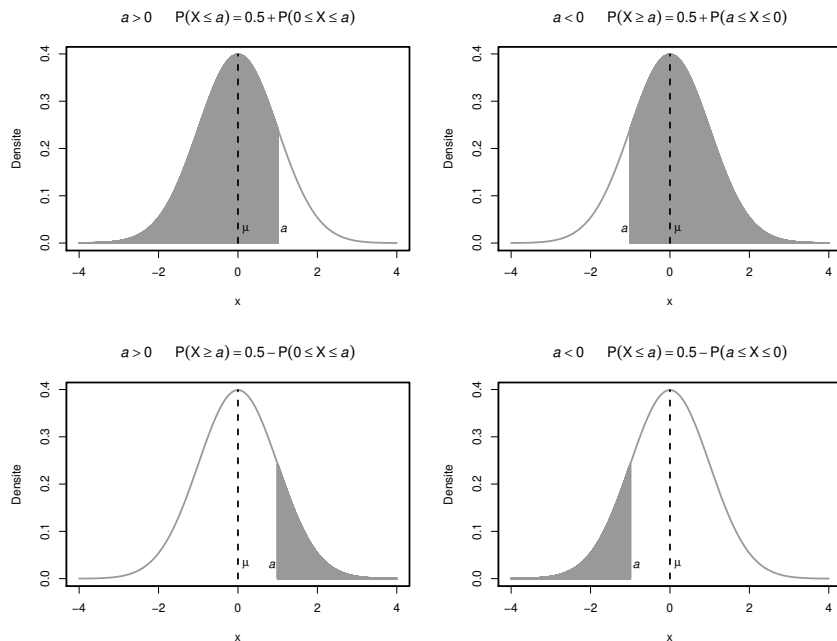 a > 0 P(X ≤ a) = 0.5 + P(0 ≤ X ≤ a)
Densite
0.4
0.3
0.2
0.1
0.0
μ
a
−4 −2 0 2 4
x
a < 0 P(X ≥ a) = 0.5 + P(a ≤ X ≤ 0)
Densite
0.4
0.3
0.2
0.1
0.0
a
μ
−4 −2 0 2 4
x
a > 0 P(X ≥ a) = 0.5 − P(0 ≤ X ≤ a)
Densite
0.4
0.3
0.2
0.1
0.0
μ
a
−4 −2 0 2 4
x
a < 0 P(X ≤ a) = 0.5 − P(a ≤ X ≤ 0)
Densite
0.4
0.3
0.2
0.1
0.0
a
μ
−4 −2 0 2 4
x